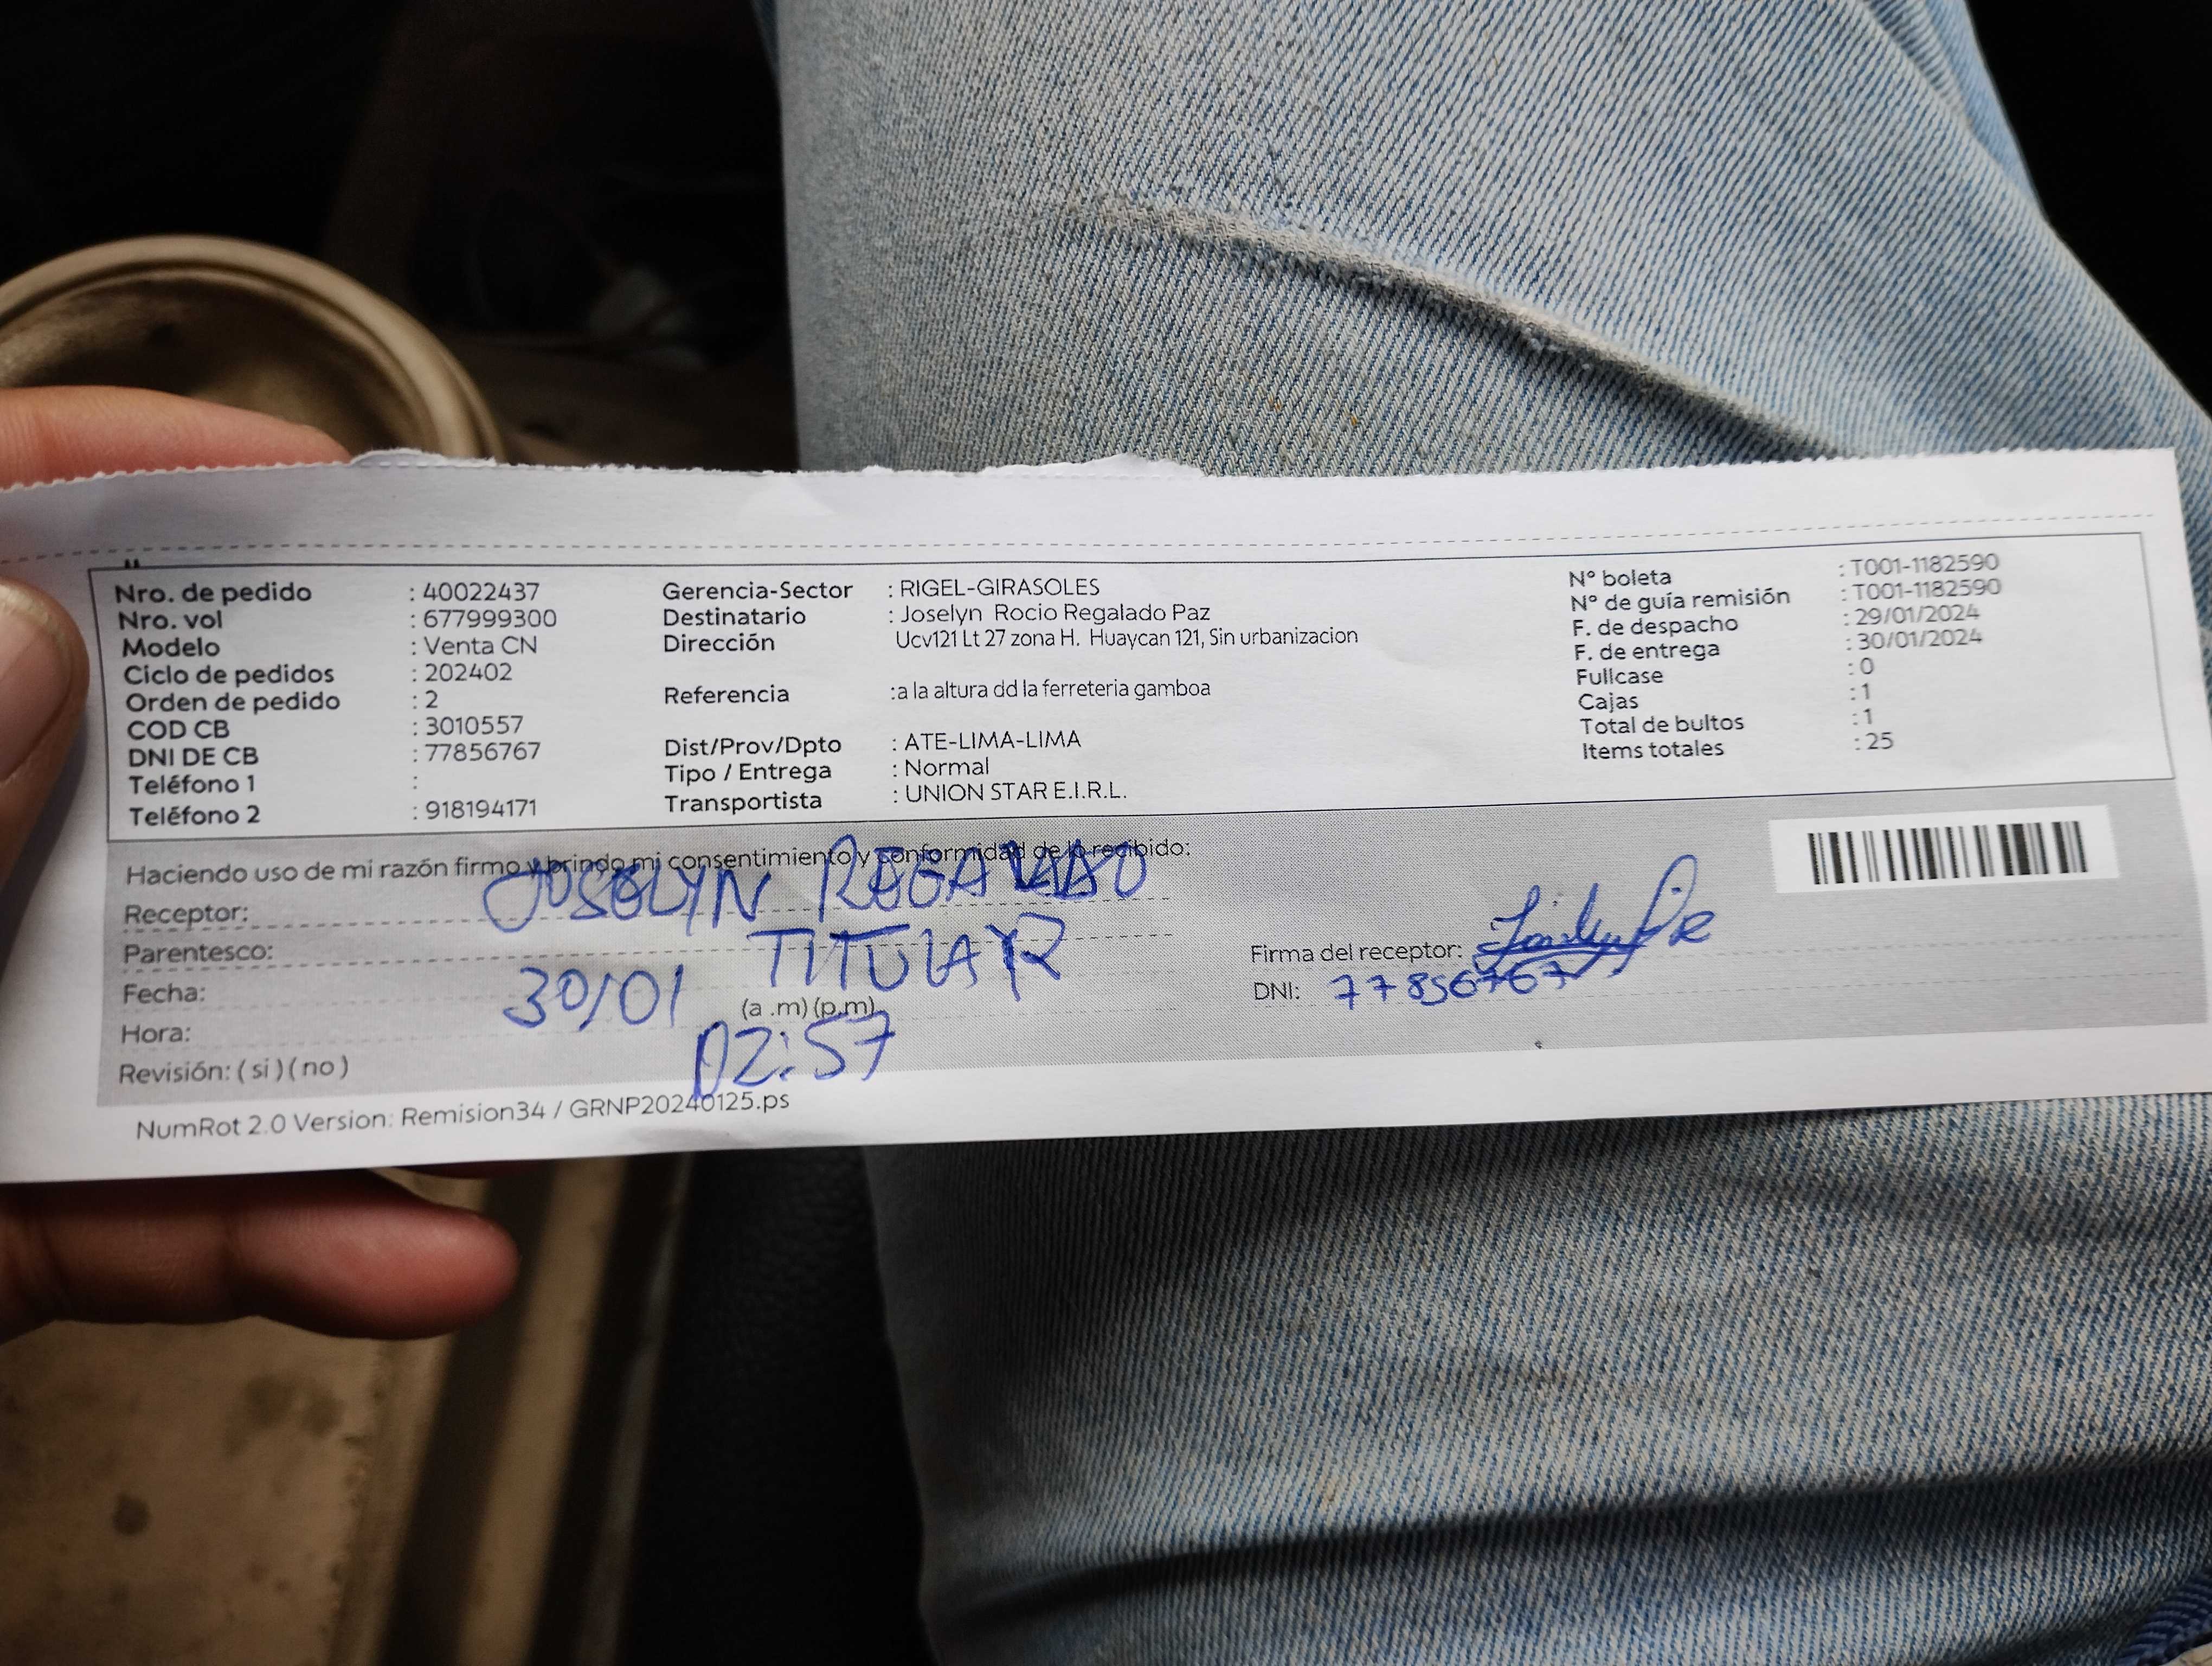 Nro. de pedido : 40022437 Gerencia-Sector : RIGEL-GIRASOLES Nº boleta : T001-1182590
Nro. vol : 677999300 Destinatario : Joselyn Rocio Regalado Paz Nº de guía remisión : T001-1182590
Modelo : Venta CN Dirección Ucv121 Lt 27 zona H. Huaycan 121, Sin urbanizacion F. de despacho : 29/01/2024
Ciclo de pedidos : 202402 F. de entrega : 30/01/2024
Orden de pedido : 2 Referencia :a la altura dd la ferreteria gamboa Fullcase : 0
COD CB : 3010557 Cajas : 1
DNI DE CB : 77856767 Dist/Prov/Dpto : ATE-LIMA-LIMA Total de bultos : 1
Teléfono 1 : Tipo / Entrega : Normal Items totales : 25
Teléfono 2 : 918194171 Transportista : UNION STAR E.I.R.L.
Haciendo uso de mi razón firmo y brindo mi consentimiento y conformidad de lo recibido:
Receptor: JOSELYN REGALADO
Parentesco: TITULAR Firma del receptor:
Fecha: 30/01 DNI: 77856767
Hora: (a .m) (p.m) 02:57
Revisión: ( si ) ( no )
NumRot 2.0 Version: Remision34 / GRNP20240125.ps